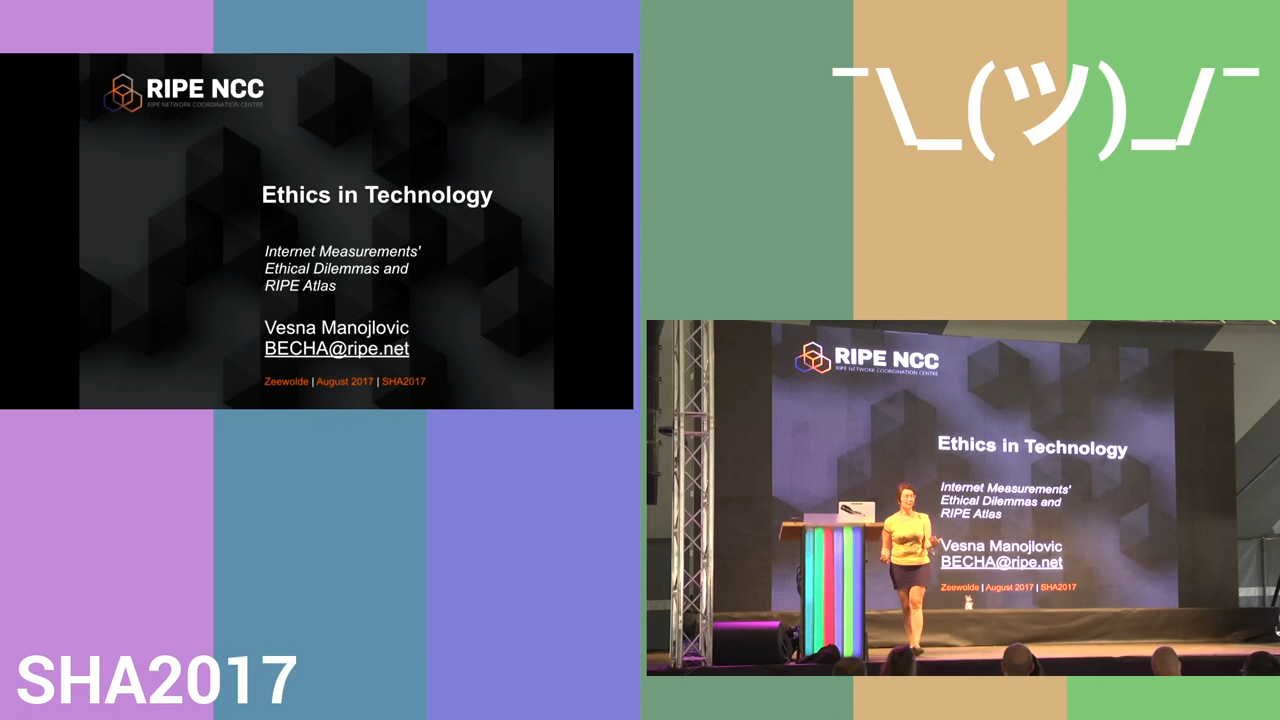 RIPE NCC
RIPE NETWORK COORDINATION CENTRE
Ethics in Technology
Internet Measurements'
Ethical Dilemmas and
RIPE Atlas
Vesna Manojlovic
BECHA@ripe.net
Zeewolde | August 2017 | SHA2017
¯\_(ツ)_/¯
RIPE NCC
RIPE NETWORK COORDINATION CENTRE
Ethics in Technology
Internet Measurements'
Ethical Dilemmas and
RIPE Atlas
Vesna Manojlovic
BECHA@ripe.net
Zeewolde | August 2017 | SHA2017
SHA2017